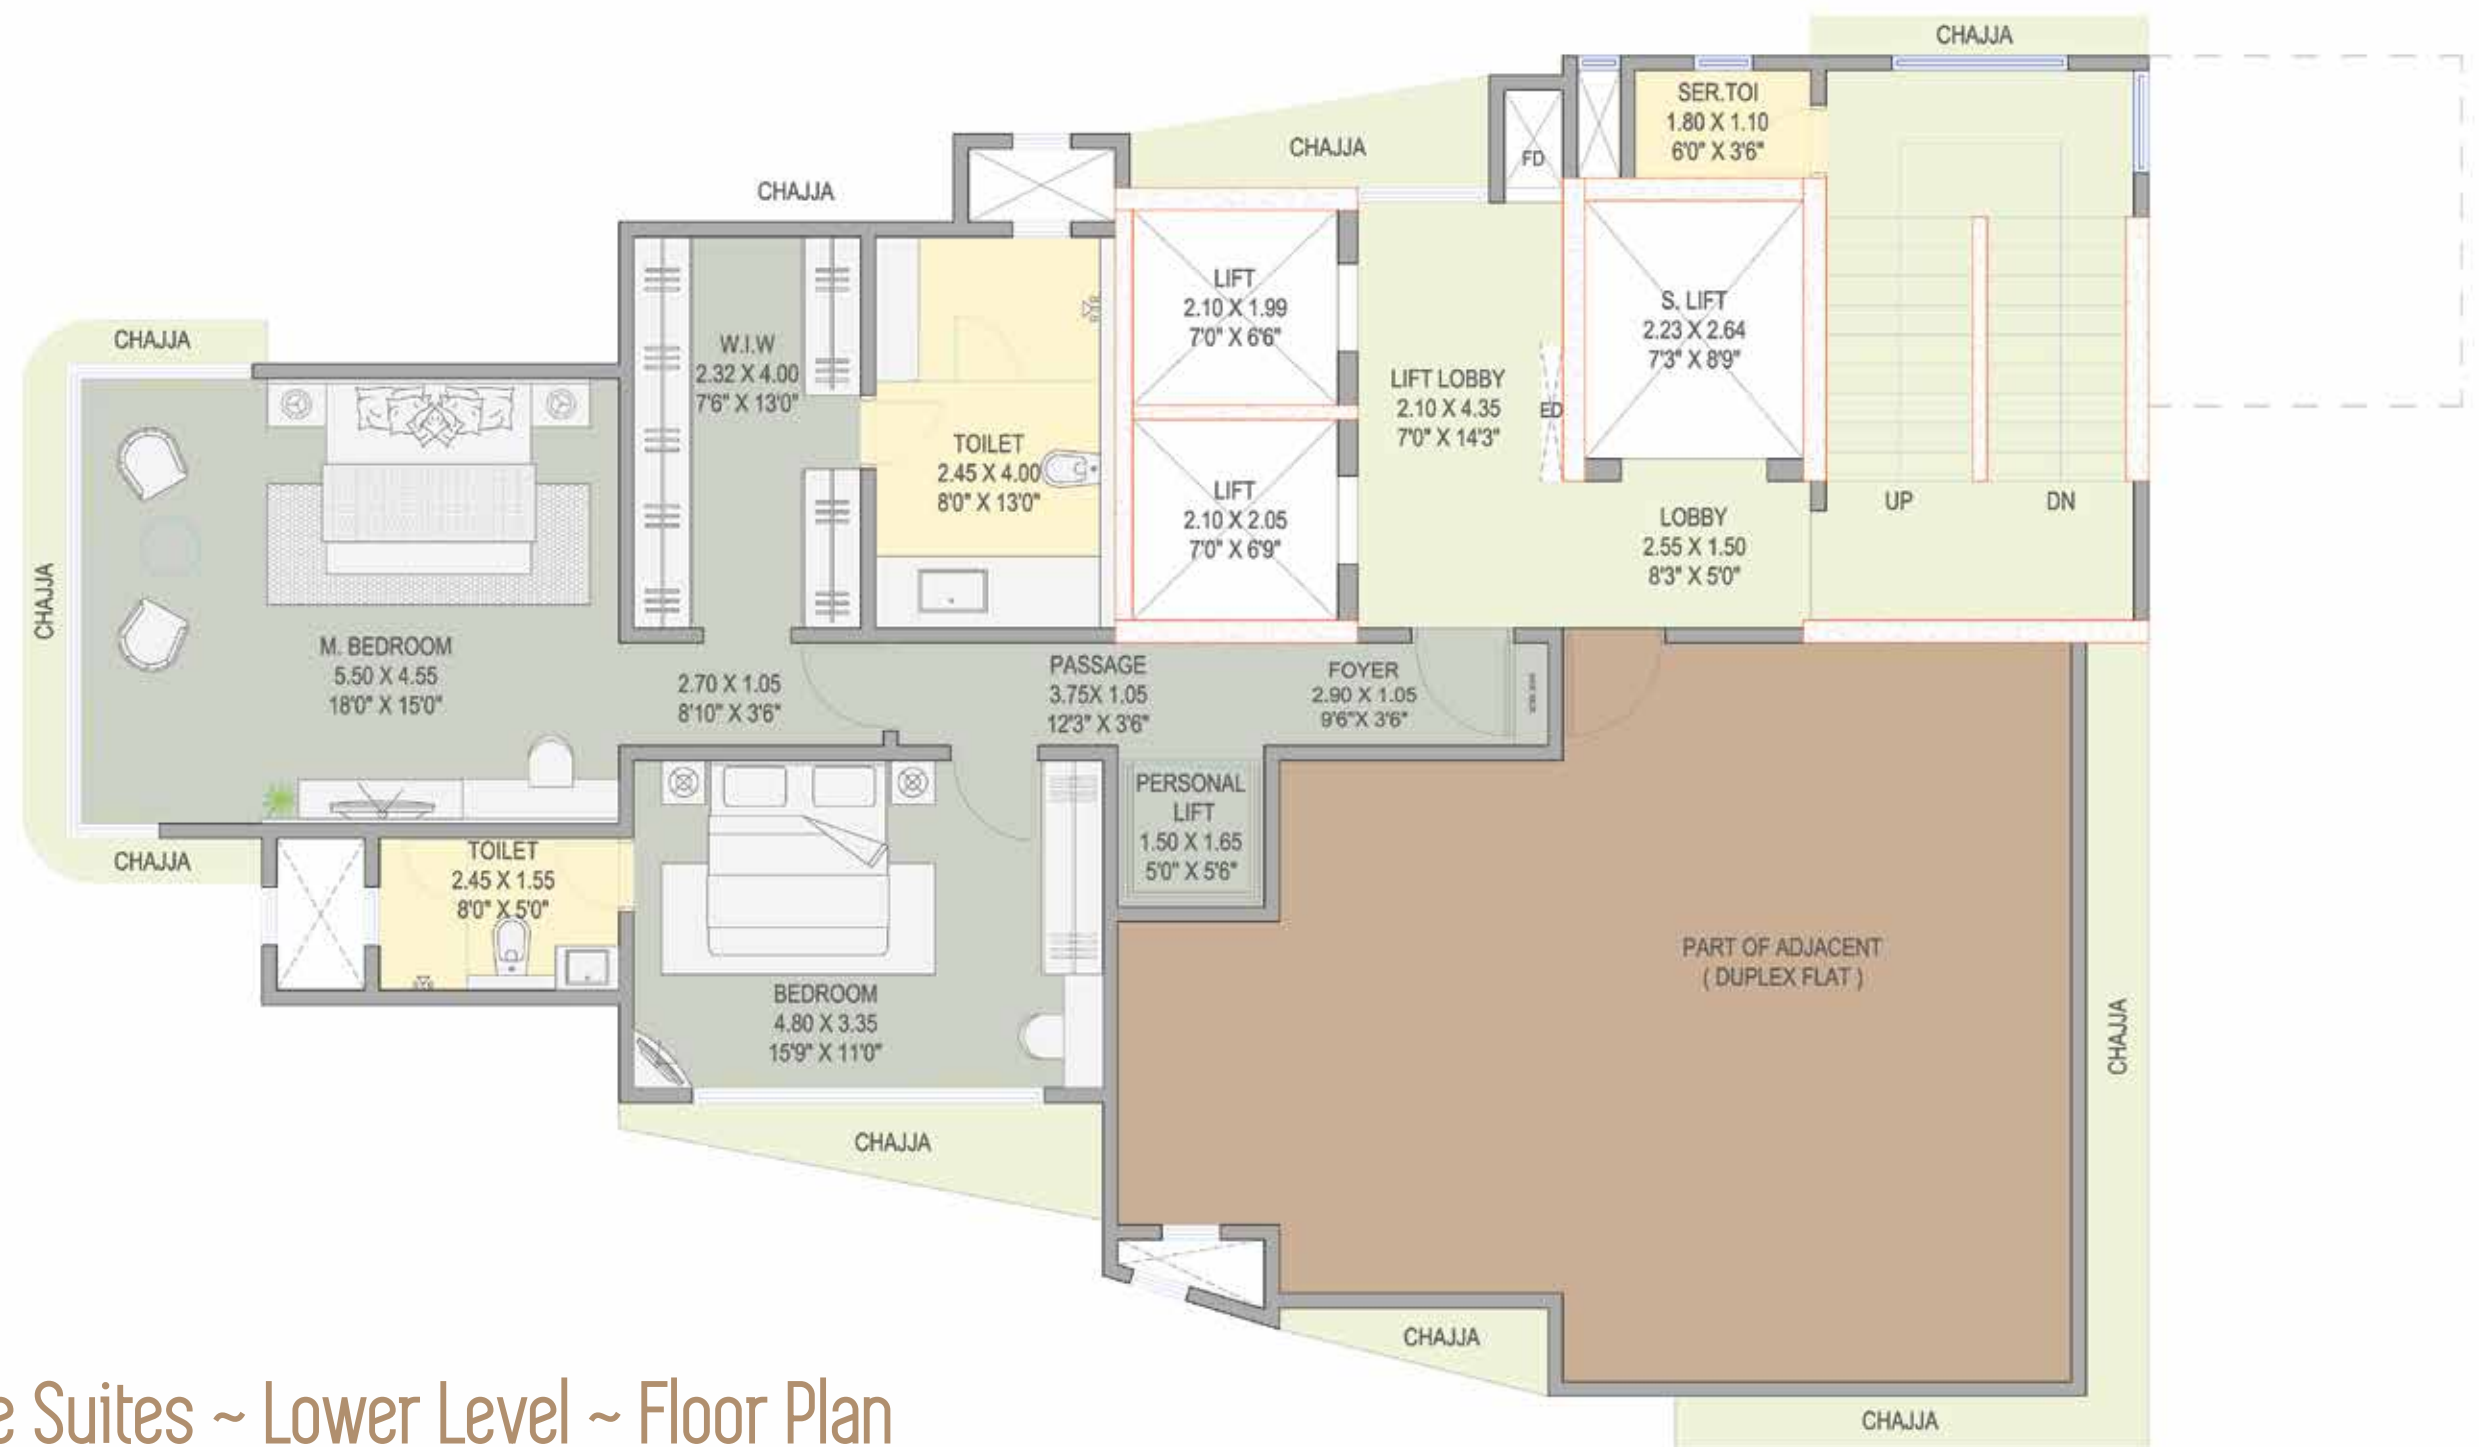 CHAJJA
SER.TOI
1.80 X 1.10
6'0" X 3'6"
CHAJJA
FD
CHAJJA
LIFT
2.10 X 1.99
7'0" X 6'6"
S. LIFT
2.23 X 2.64
7'3" X 8'9"
CHAJJA
W.I.W
2.32 X 4.00
7'6" X 13'0"
LIFT LOBBY
2.10 X 4.35
7'0" X 14'3"
ED
TOILET
2.45 X 4.00
8'0" X 13'0"
LIFT
2.10 X 2.05
7'0" X 6'9"
UP
DN
LOBBY
2.55 X 1.50
8'3" X 5'0"
CHAJJA
M. BEDROOM
5.50 X 4.55
18'0" X 15'0"
2.70 X 1.05
8'10" X 3'6"
PASSAGE
3.75X 1.05
12'3" X 3'6"
FOYER
2.90 X 1.05
9'6"X 3'6"
PERSONAL
LIFT
1.50 X 1.65
5'0" X 5'6"
CHAJJA
TOILET
2.45 X 1.55
8'0" X 5'0"
BEDROOM
4.80 X 3.35
15'9" X 11'0"
PART OF ADJACENT
( DUPLEX FLAT )
CHAJJA
CHAJJA
CHAJJA
CHAJJA
e Suites ~ Lower Level ~ Floor Plan